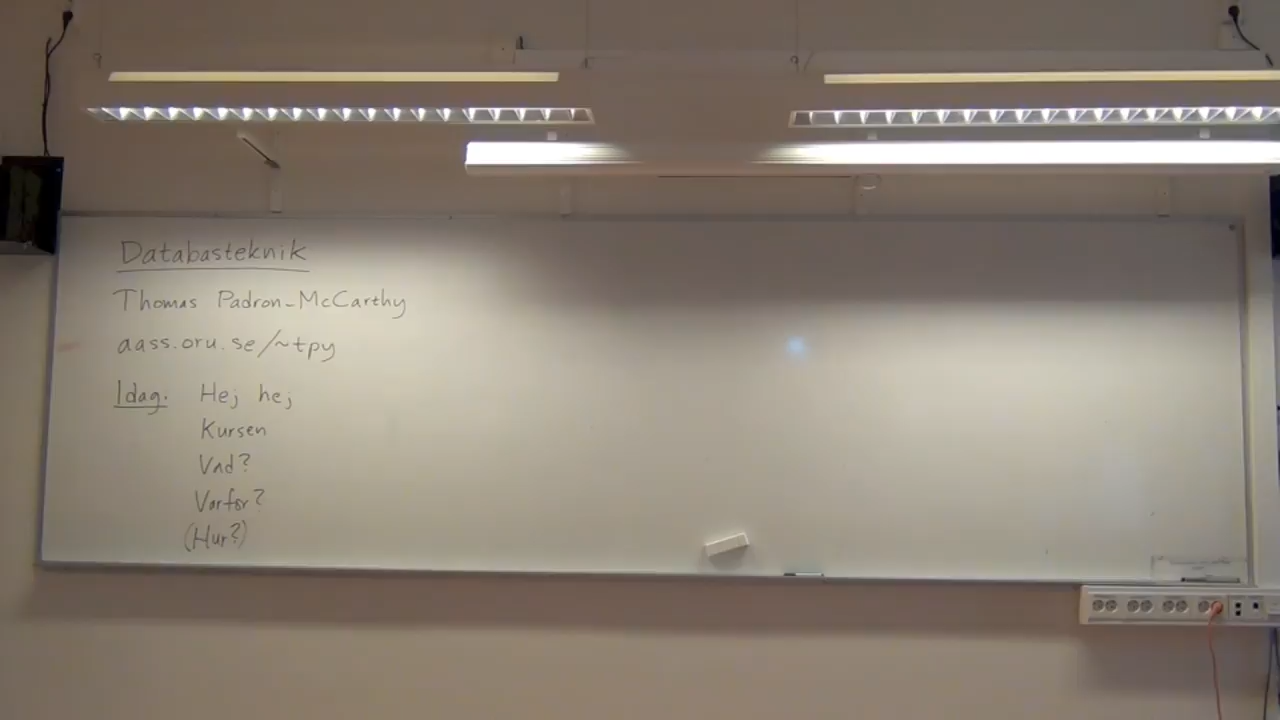 Databasteknik
Thomas Padron-McCarthy
aass.oru.se/~tpy
Idag: Hej hej
Kursen
Vad?
Varför?
(Hur?)